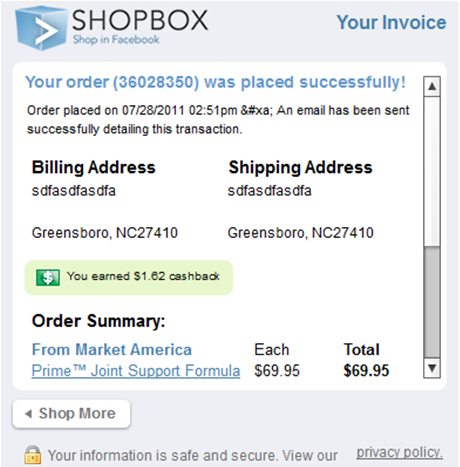 SHOPBOX
Shop in Facebook
Your Invoice
Your order (36028350) was placed successfully!
Order placed on 07/28/2011 02:51pm &#xa; An email has been sent
successfully detailing this transaction.
Billing Address Shipping Address
sdfasdfasdfa sdfasdfasdfa
Greensboro, NC27410 Greensboro, NC27410
$ You earned $1.62 cashback
Order Summary:
From Market America Each Total
Prime™ Joint Support Formula $69.95 $69.95
Shop More
Your information is safe and secure. View our privacy policy.